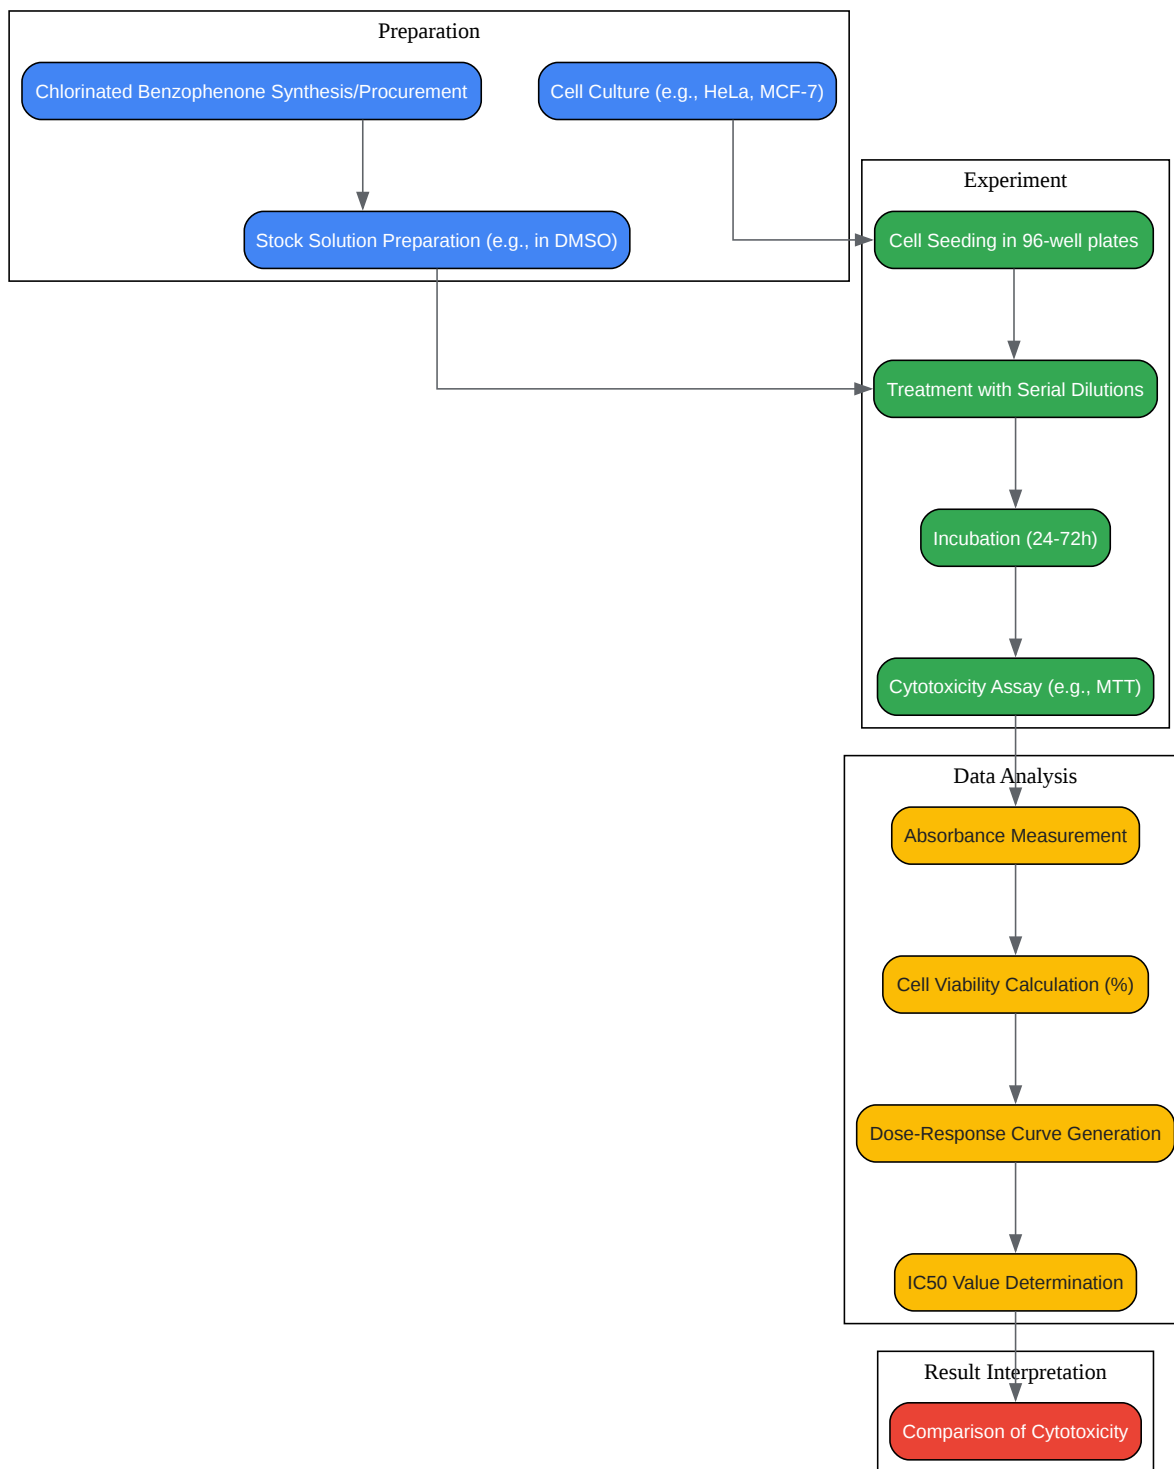 Preparation
Chlorinated Benzophenone Synthesis/Procurement
Cell Culture (e.g., HeLa, MCF-7)
Stock Solution Preparation (e.g., in DMSO)
Experiment
Cell Seeding in 96-well plates
Treatment with Serial Dilutions
Incubation (24-72h)
Cytotoxicity Assay (e.g., MTT)
Data Analysis
Absorbance Measurement
Cell Viability Calculation (%)
Dose-Response Curve Generation
IC50 Value Determination
Result Interpretation
Comparison of Cytotoxicity